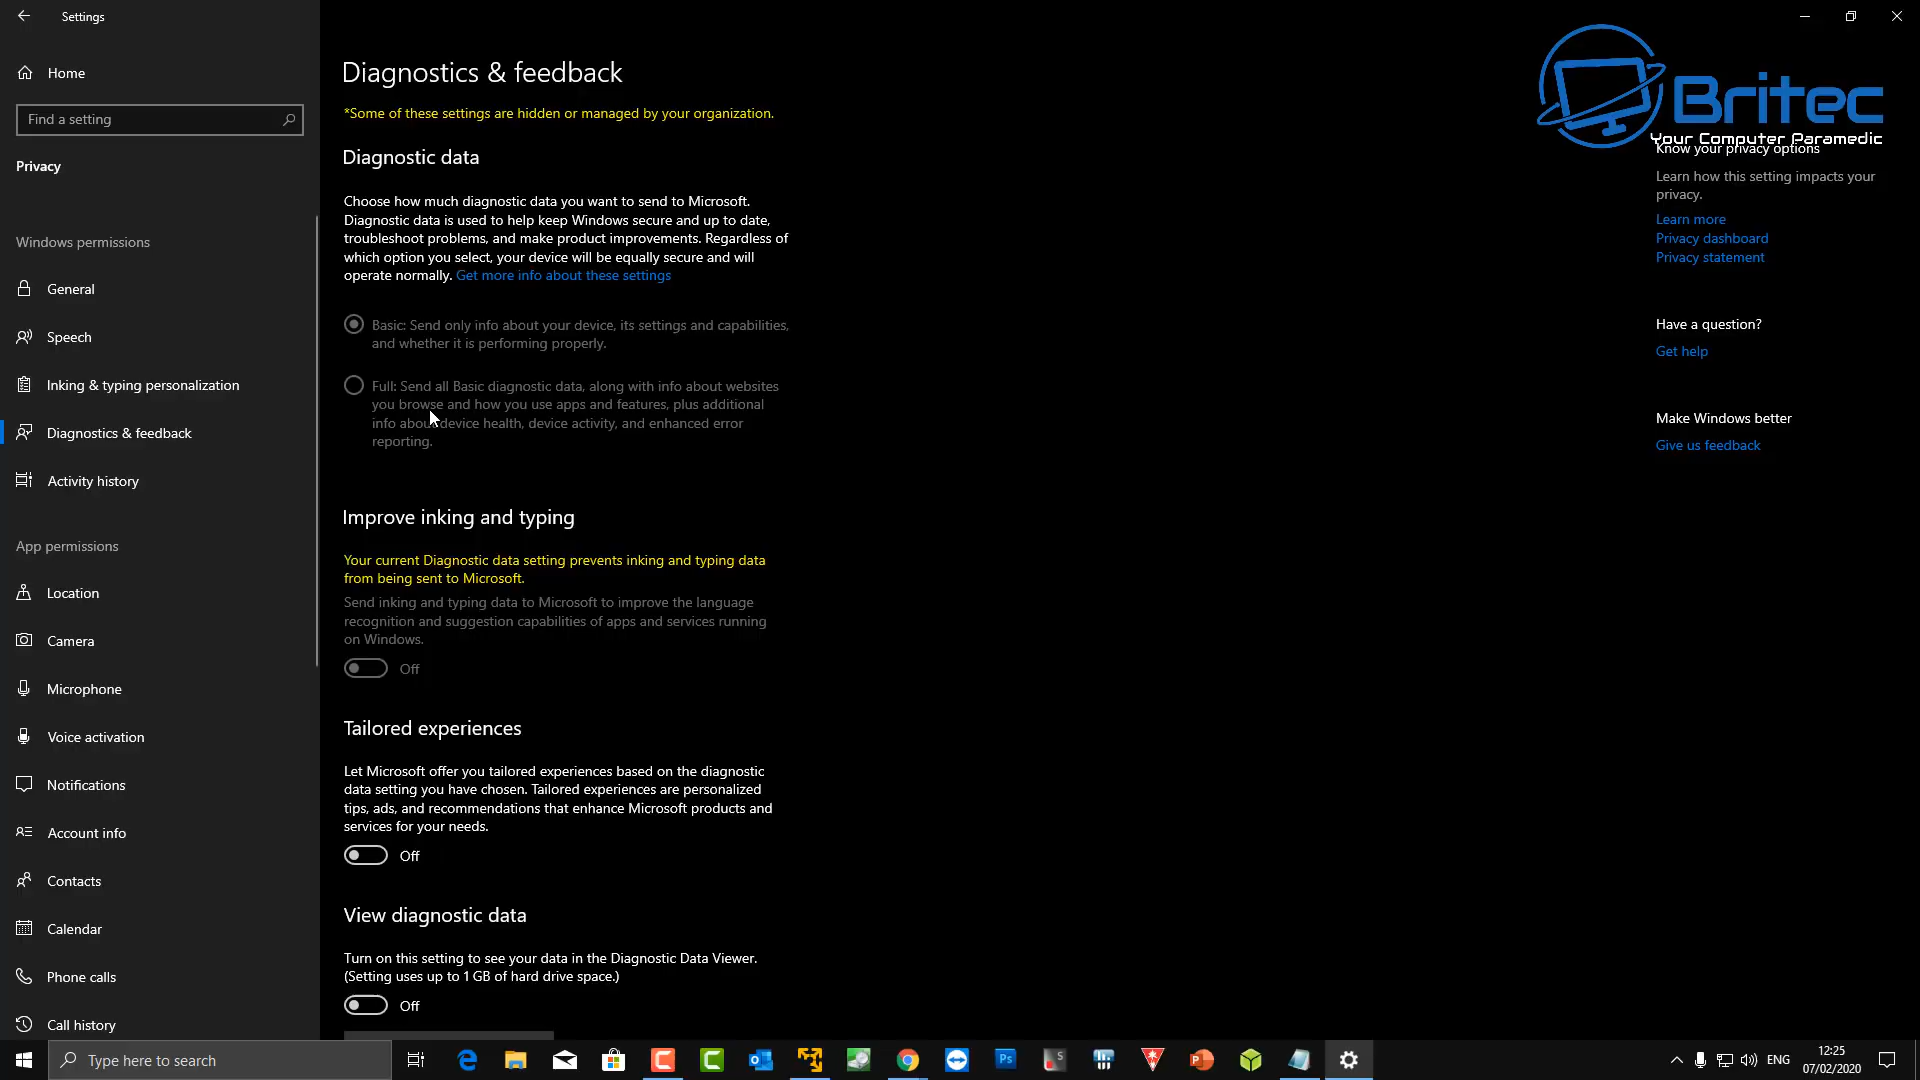 Settings
Home
Find a setting
Privacy
Windows permissions
General
Speech
Inking & typing personalization
Diagnostics & feedback
Activity history
App permissions
Location
Camera
Microphone
Voice activation
Notifications
Account info
Contacts
Calendar
Phone calls
Call history
Diagnostics & feedback
*Some of these settings are hidden or managed by your organization.
Diagnostic data
Choose how much diagnostic data you want to send to Microsoft.
Diagnostic data is used to help keep Windows secure and up to date,
troubleshoot problems, and make product improvements. Regardless of
which option you select, your device will be equally secure and will
operate normally. Get more info about these settings
Basic: Send only info about your device, its settings and capabilities,
and whether it is performing properly.
Full: Send all Basic diagnostic data, along with info about websites
you browse and how you use apps and features, plus additional
info about device health, device activity, and enhanced error
reporting.
Improve inking and typing
Your current Diagnostic data setting prevents inking and typing data
from being sent to Microsoft.
Send inking and typing data to Microsoft to improve the language
recognition and suggestion capabilities of apps and services running
on Windows.
Off
Tailored experiences
Let Microsoft offer you tailored experiences based on the diagnostic
data setting you have chosen. Tailored experiences are personalized
tips, ads, and recommendations that enhance Microsoft products and
services for your needs.
Off
View diagnostic data
Turn on this setting to see your data in the Diagnostic Data Viewer.
(Setting uses up to 1 GB of hard drive space.)
Off
Britec
Your Computer Paramedic
Know your privacy options
Learn how this setting impacts your
privacy.
Learn more
Privacy dashboard
Privacy statement
Have a question?
Get help
Make Windows better
Give us feedback
Type here to search
Ps
S
P
ENG
12:25
07/02/2020